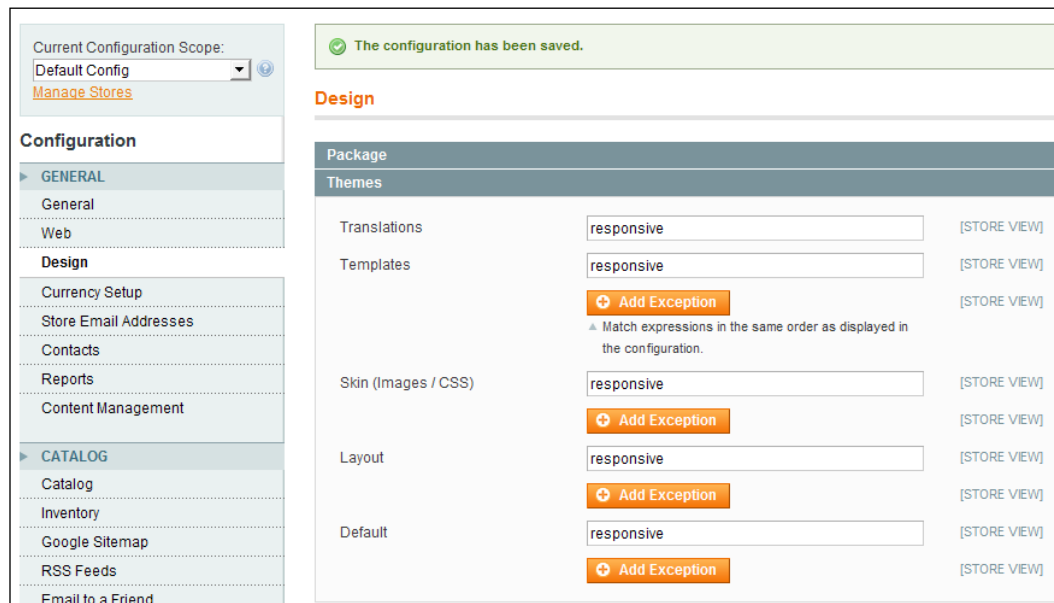 Current Configuration Scope:
Default Config
Manage Stores
Configuration
GENERAL
General
Web
Design
Currency Setup
Store Email Addresses
Contacts
Reports
Content Management
CATALOG
Catalog
Inventory
Google Sitemap
RSS Feeds
Email to a Friend
The configuration has been saved.
Design
Package
Themes
Translations responsive [STORE VIEW]
Templates responsive [STORE VIEW]
Add Exception [STORE VIEW]
Match expressions in the same order as displayed in
the configuration.
Skin (Images / CSS) responsive [STORE VIEW]
Add Exception [STORE VIEW]
Layout responsive [STORE VIEW]
Add Exception [STORE VIEW]
Default responsive [STORE VIEW]
Add Exception [STORE VIEW]